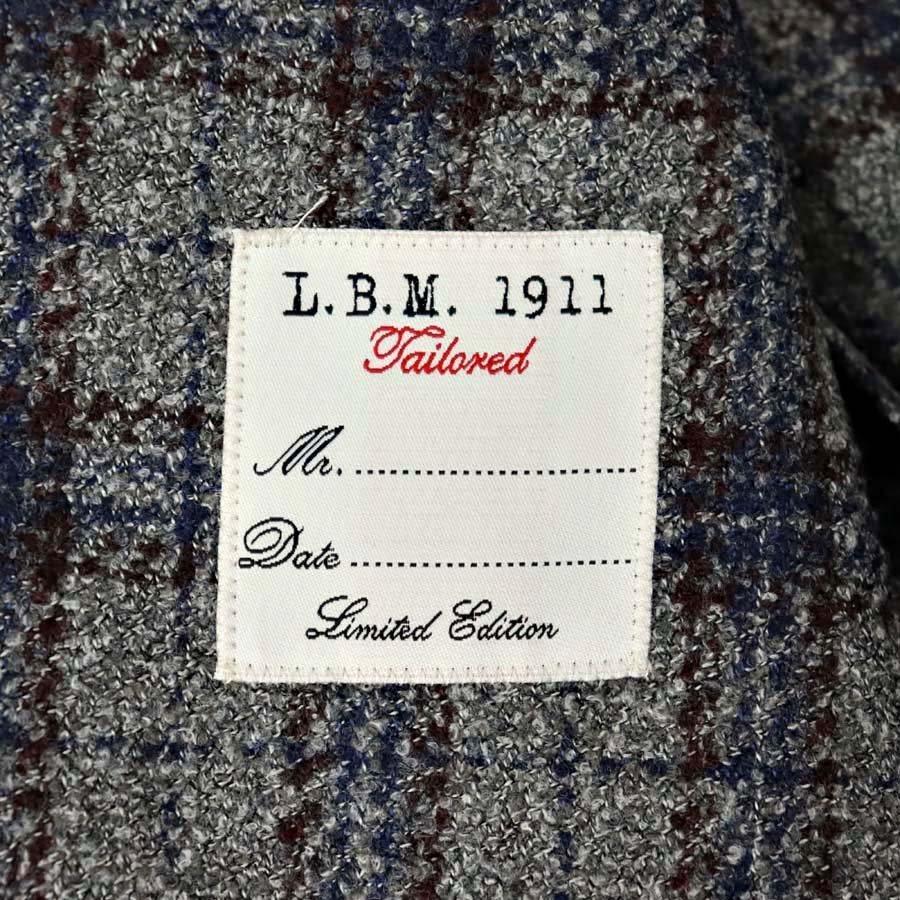 L.B.M. 1911
Tailored
Mr. ........................................
Date ........................................
Limited Edition